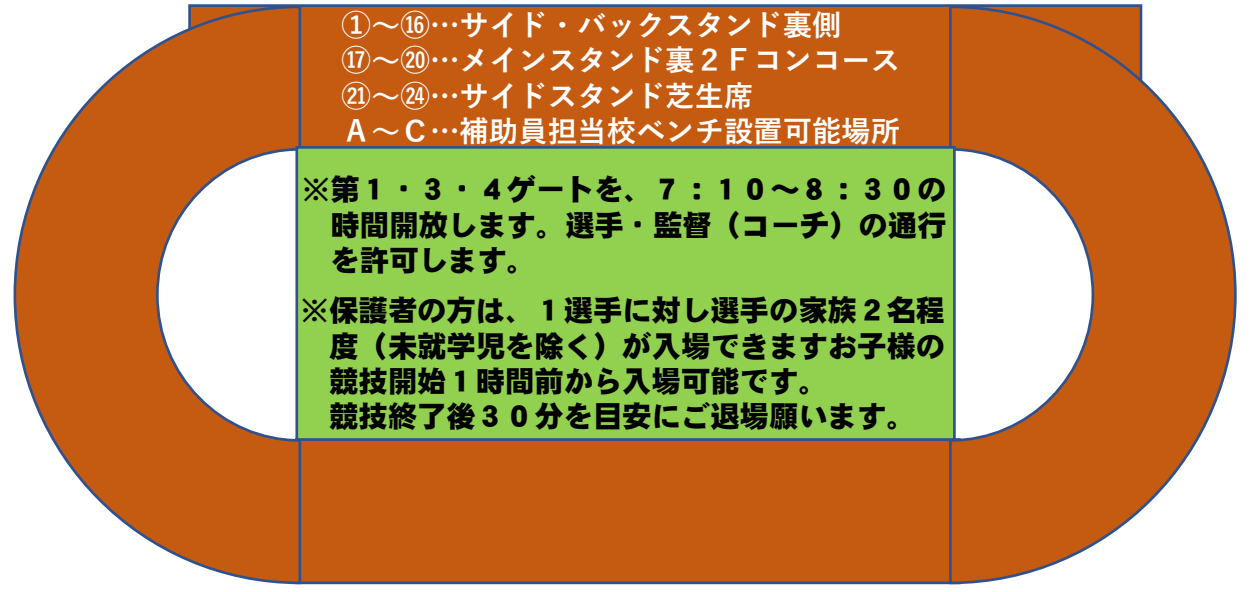 ①～⑯…サイド・バックスタンド裏側
⑰～⑳…メインスタンド裏２Ｆコンコース
㉑～㉔…サイドスタンド芝生席
Ａ～Ｃ…補助員担当校ベンチ設置可能場所
※第１・３・４ゲートを、７：１０～８：３０の
時間開放します。選手・監督（コーチ）の通行
を許可します。
※保護者の方は、１選手に対し選手の家族２名程
度（未就学児を除く）が入場できますお子様の
競技開始１時間前から入場可能です。
競技終了後３０分を目安にご退場願います。